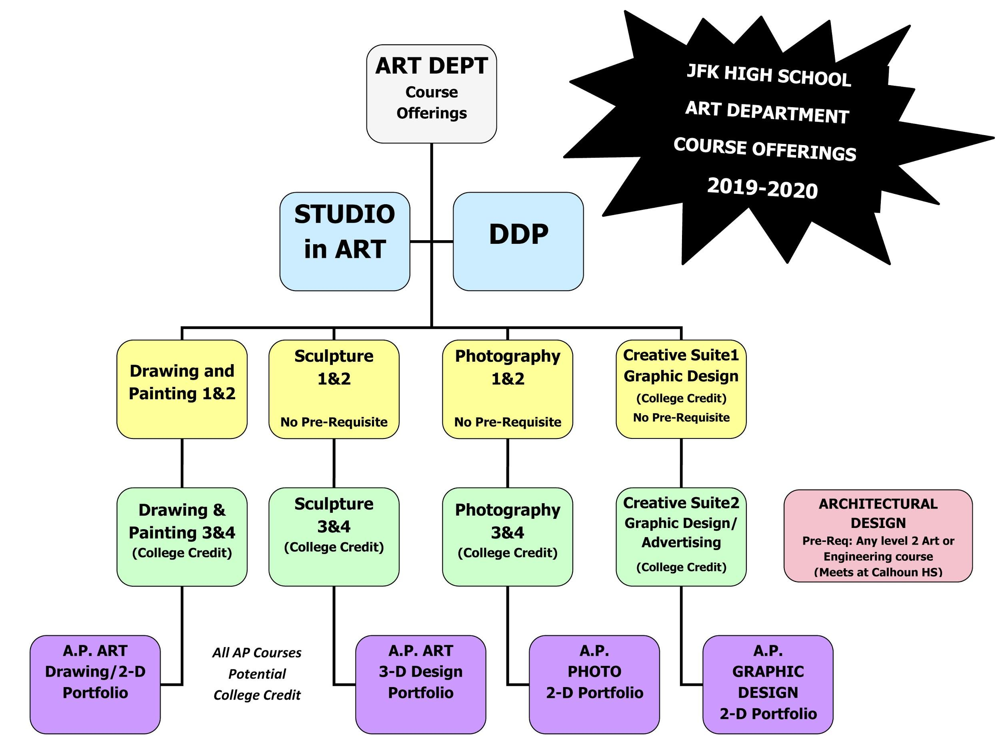 ART DEPT
Course
Offerings
JFK HIGH SCHOOL
ART DEPARTMENT
COURSE OFFERINGS
2019-2020
STUDIO
in ART
DDP
Drawing and
Painting 1&2
Sculpture
1&2
No Pre-Requisite
Photography
1&2
No Pre-Requisite
Creative Suite1
Graphic Design
(College Credit)
No Pre-Requisite
Drawing &
Painting 3&4
(College Credit)
Sculpture
3&4
(College Credit)
Photography
3&4
(College Credit)
Creative Suite2
Graphic Design/
Advertising
(College Credit)
ARCHITECTURAL
DESIGN
Pre-Req: Any level 2 Art or
Engineering course
(Meets at Calhoun HS)
A.P. ART
Drawing/2-D
Portfolio
All AP Courses
Potential
College Credit
A.P. ART
3-D Design
Portfolio
A.P.
PHOTO
2-D Portfolio
A.P.
GRAPHIC
DESIGN
2-D Portfolio